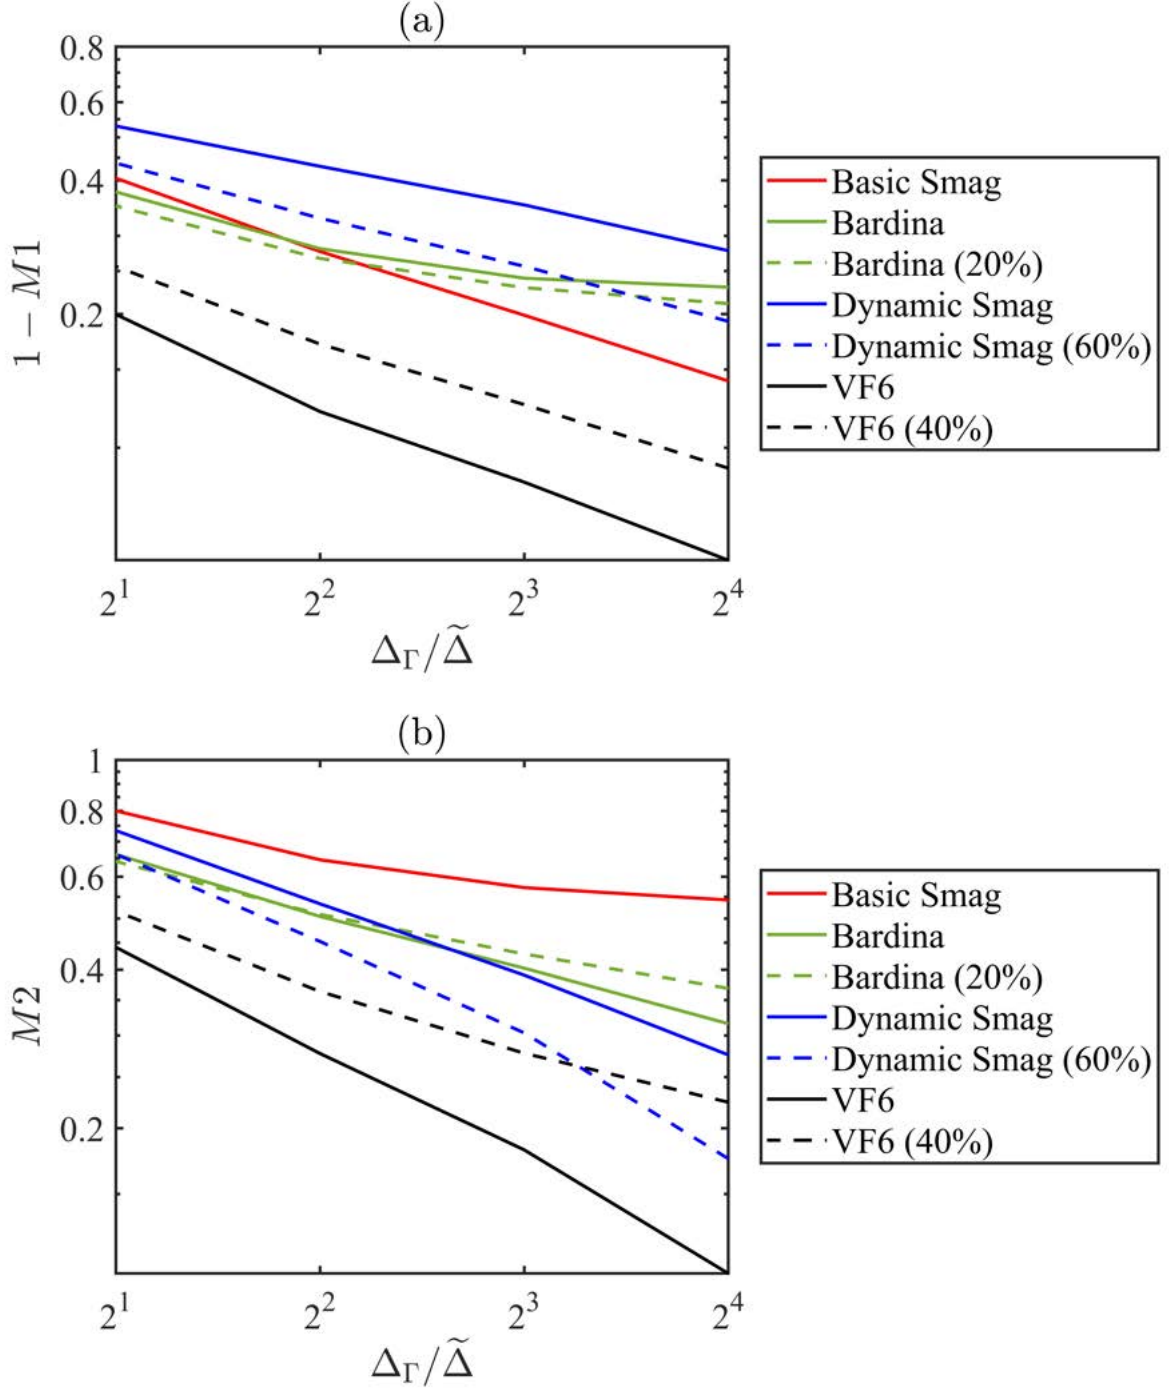 (a)
0.8
0.6
0.4
0.2
1 − M1
2^1 2^2 2^3 2^4
Δ_Γ/Δ̃
Basic Smag
Bardina
Bardina (20%)
Dynamic Smag
Dynamic Smag (60%)
VF6
VF6 (40%)
(b)
1
0.8
0.6
0.4
0.2
M2
2^1 2^2 2^3 2^4
Δ_Γ/Δ̃
Basic Smag
Bardina
Bardina (20%)
Dynamic Smag
Dynamic Smag (60%)
VF6
VF6 (40%)